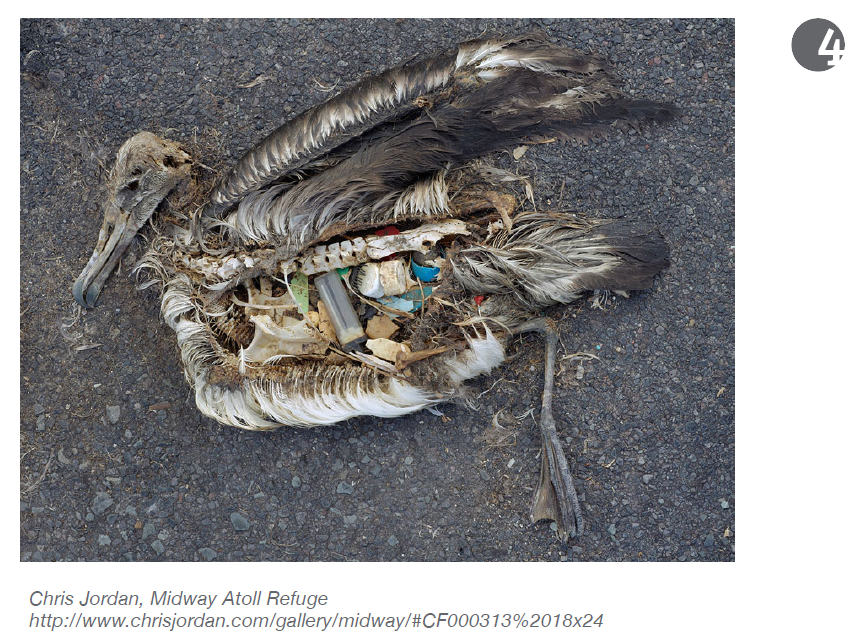 4
Chris Jordan, Midway Atoll Refuge
http://www.chrisjordan.com/gallery/midway/#CF000313%2018x24